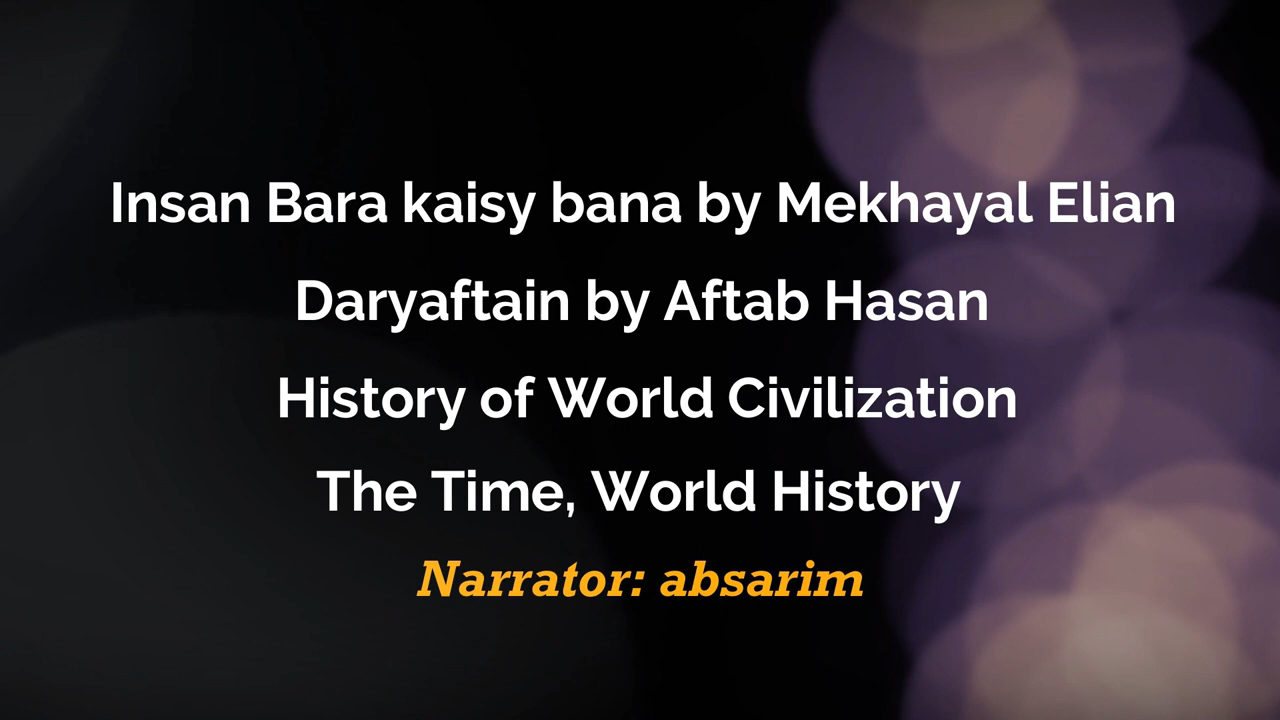 Insan Bara kaisy bana by Mekhayal Elian
Daryaftain by Aftab Hasan
History of World Civilization
The Time, World History
Narrator: absarim